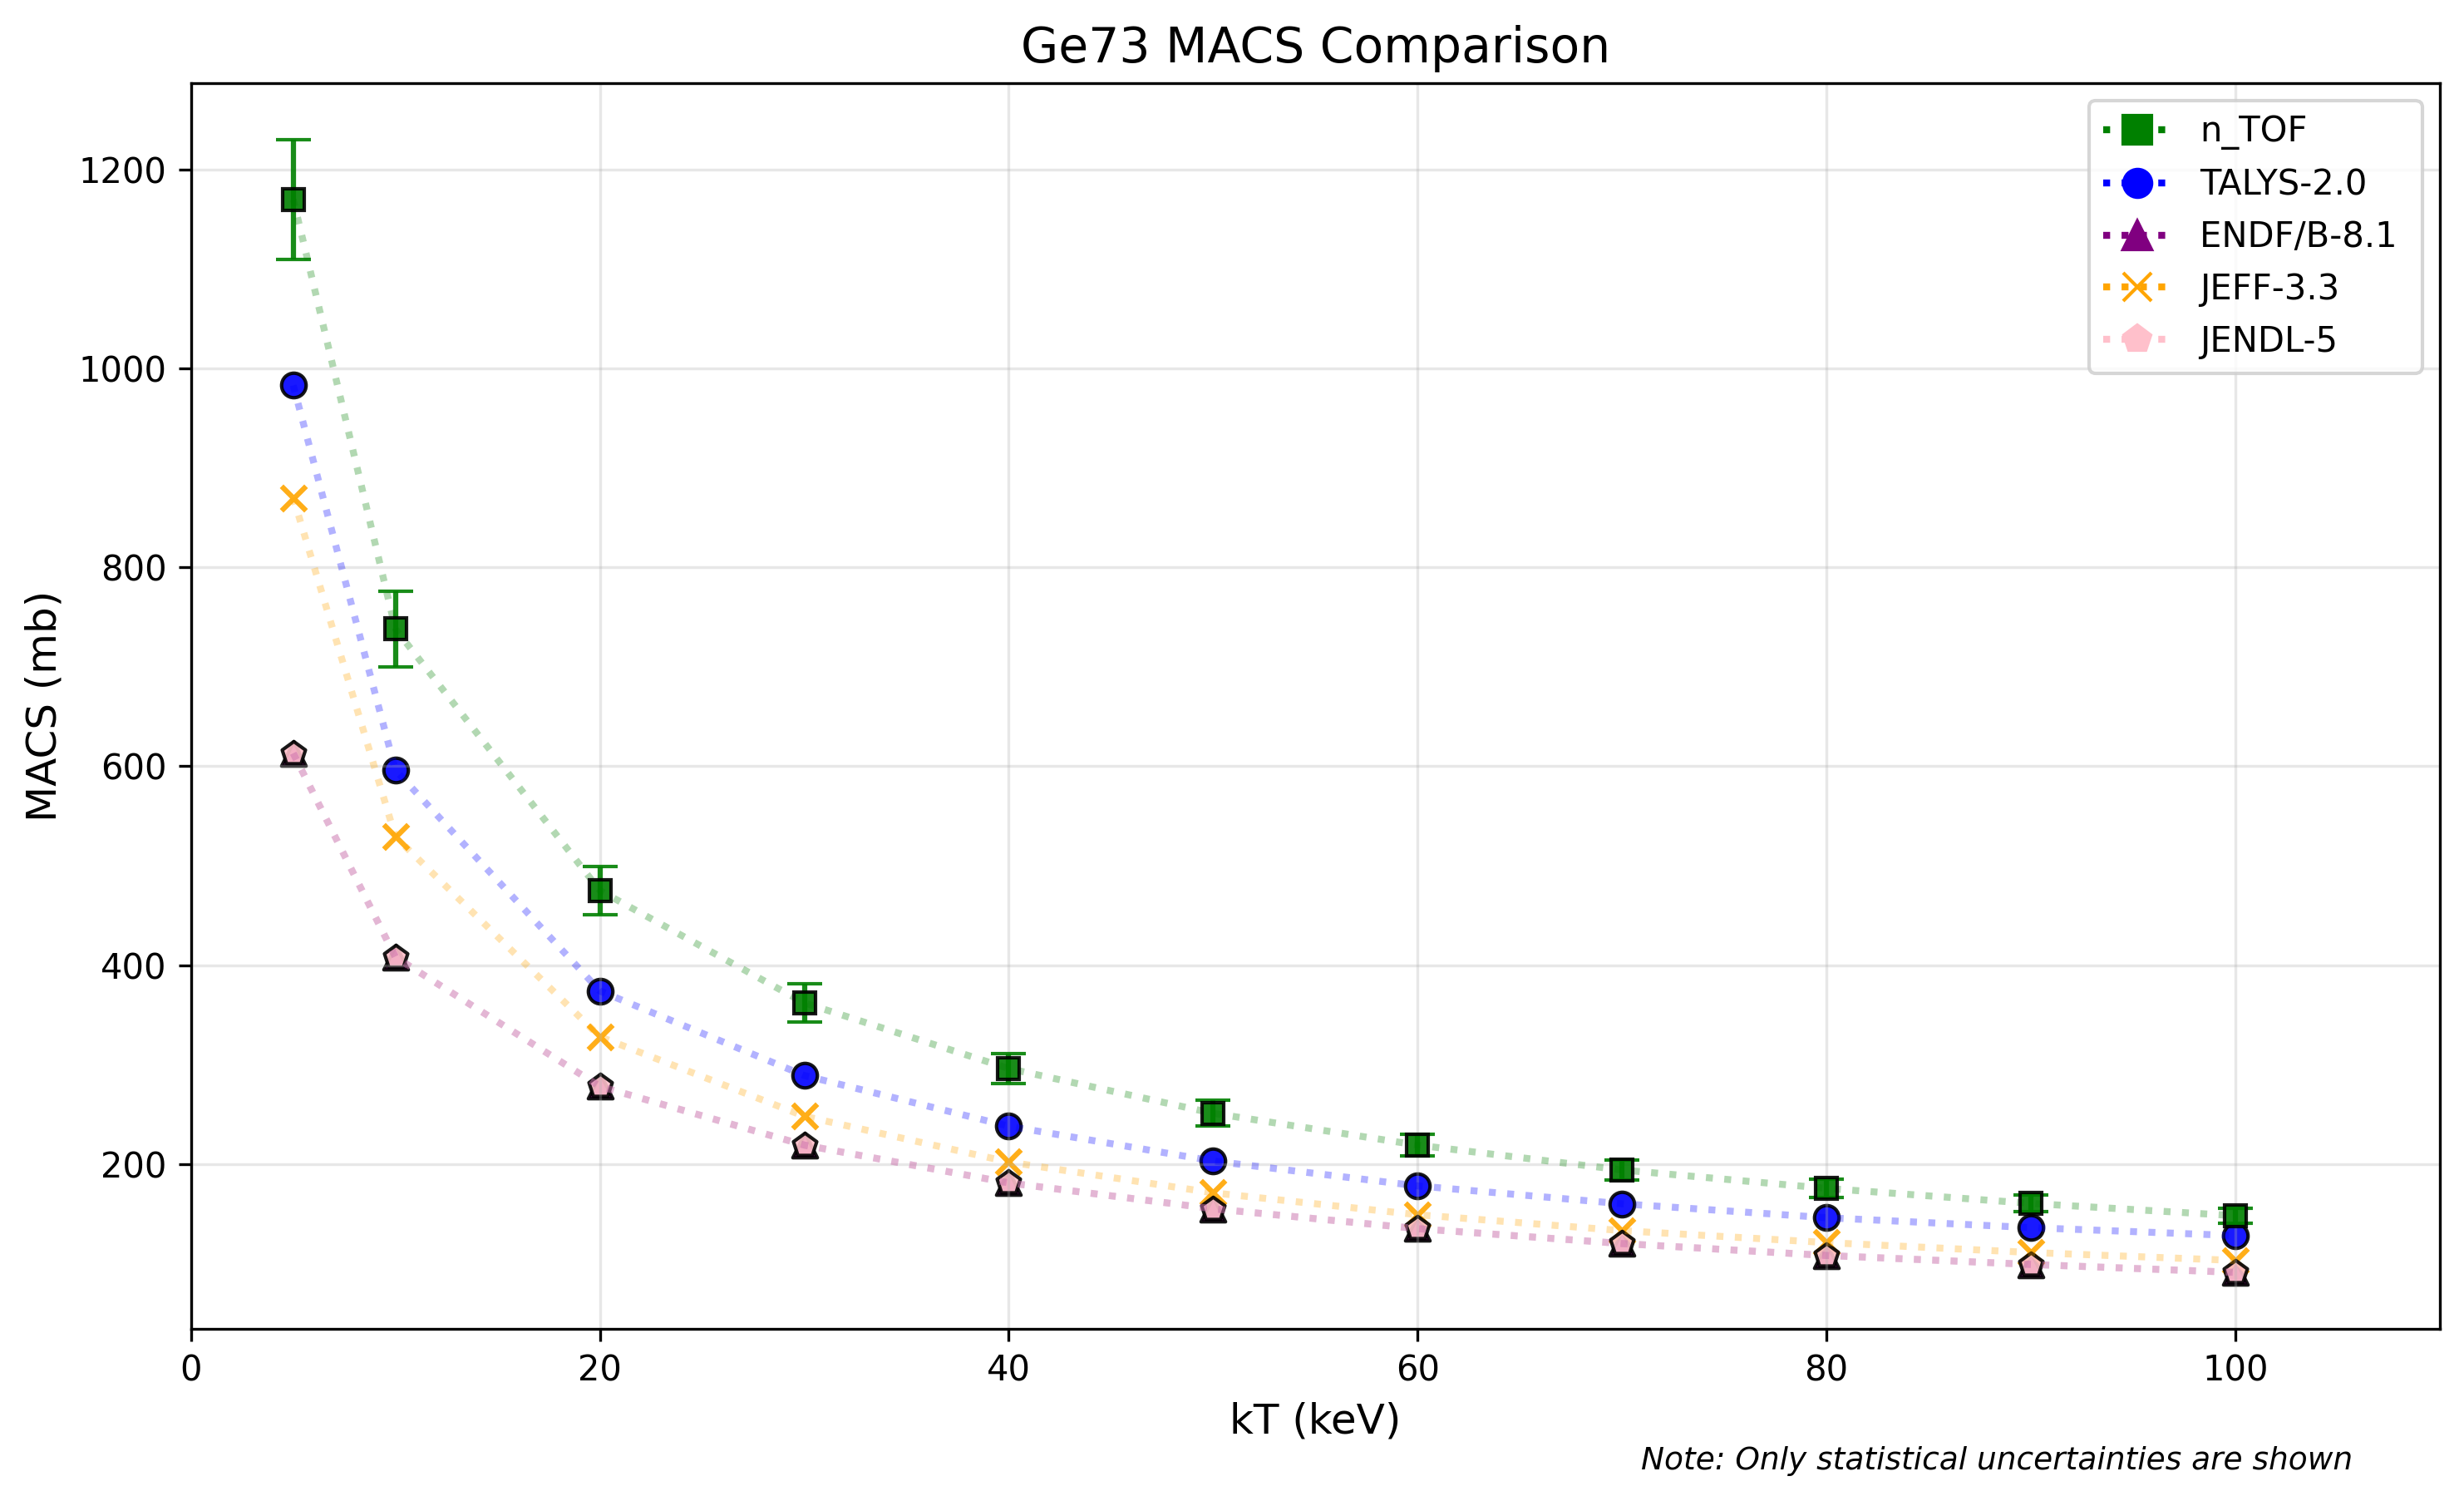 Ge73 MACS Comparison
MACS (mb)
1200
1000
800
600
400
200
n_TOF
TALYS-2.0
ENDF/B-8.1
JEFF-3.3
JENDL-5
0 20 40 60 80 100
kT (keV)
Note: Only statistical uncertainties are shown